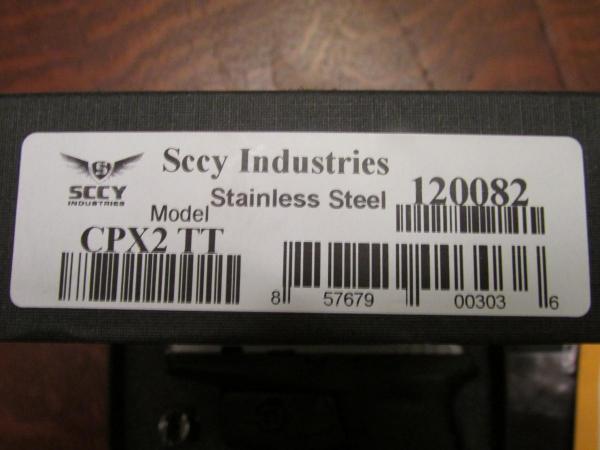 Sccy Industries
SCCY
INDUSTRIES
Stainless Steel
120082
Model
CPX2 TT
8 57679 00303 6